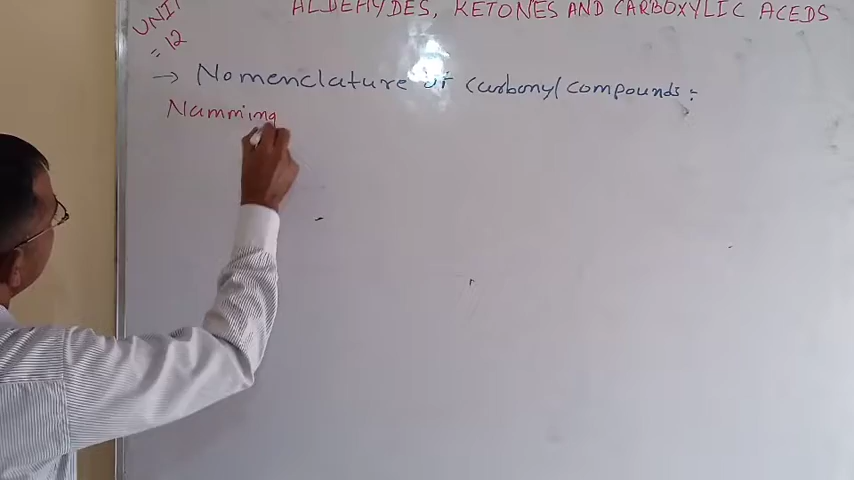 UNIT ALDEHYDES, KETONES AND CARBOXYLIC ACEDS
= 12
→ Nomenclature of carbonyl compounds :
Namming